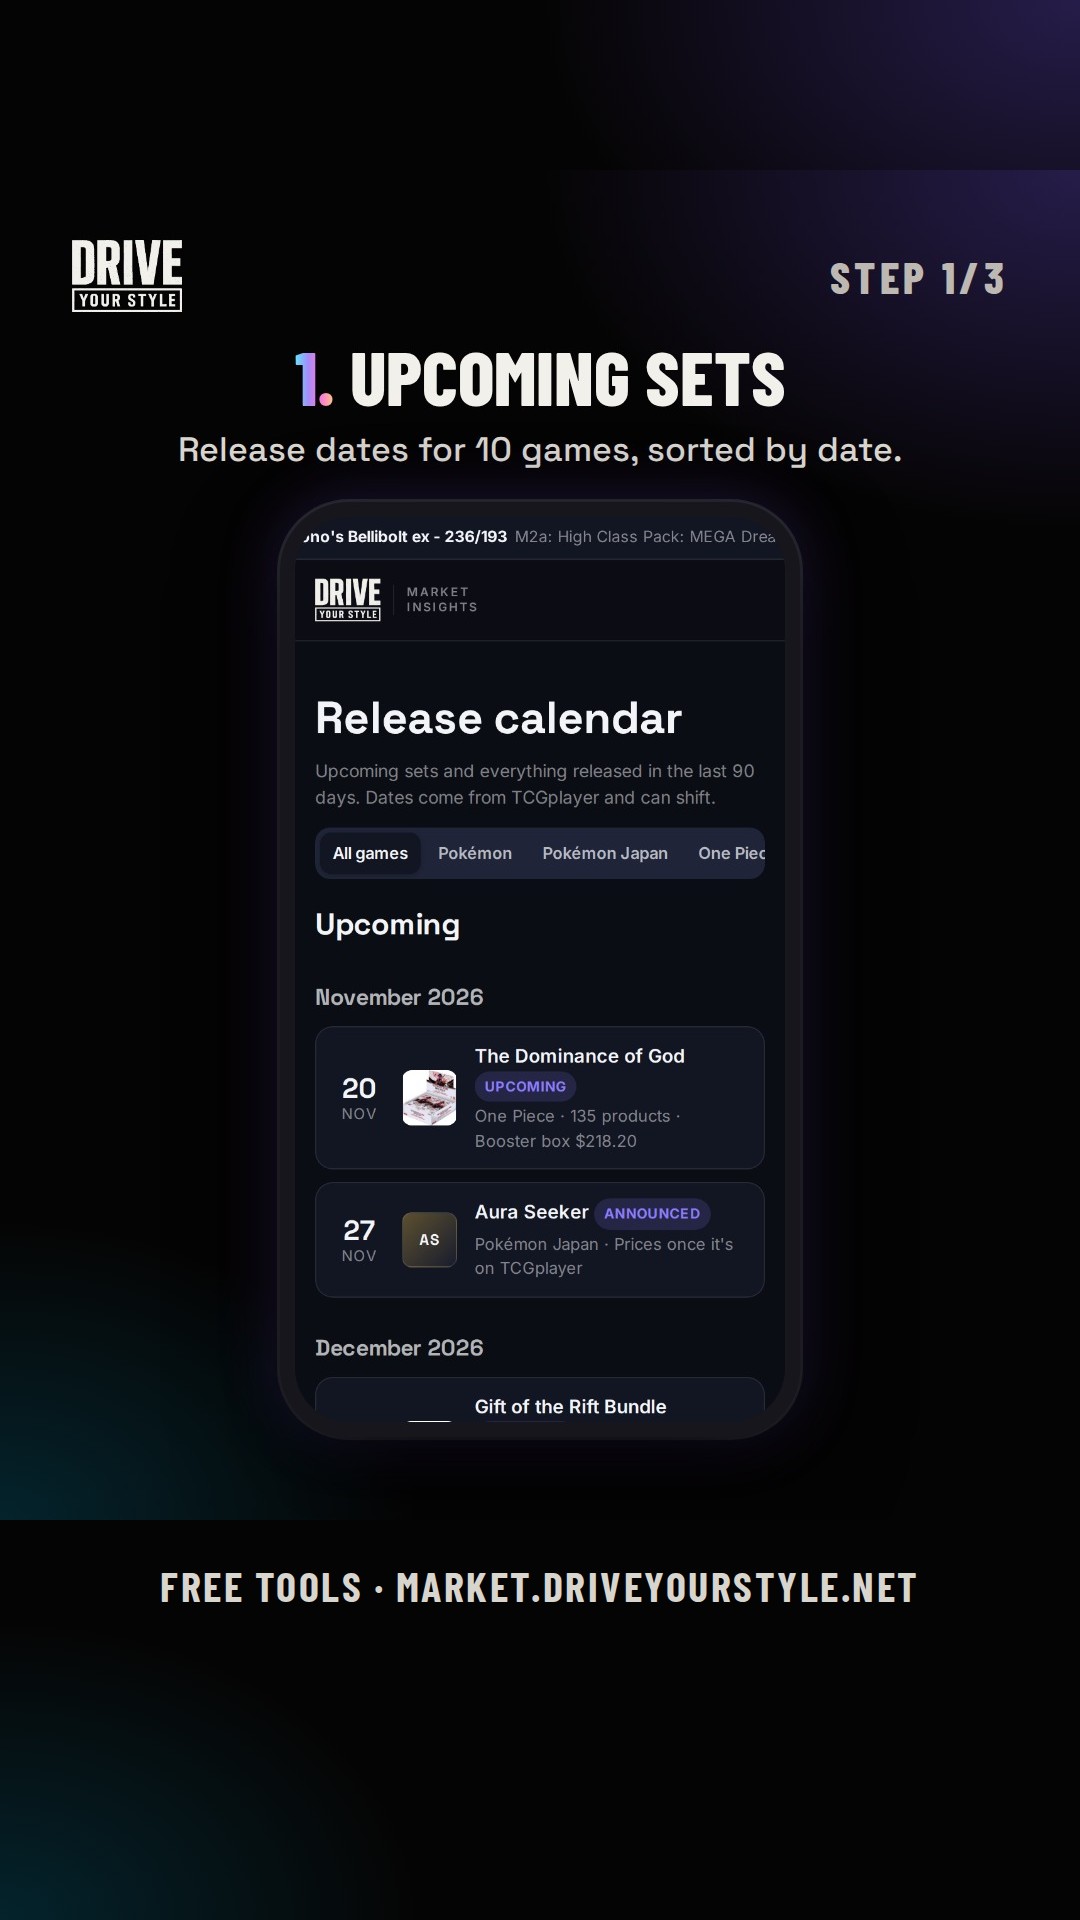 DRIVE
YOUR STYLE
STEP 1/3
1. UPCOMING SETS
Release dates for 10 games, sorted by date.
Bellibolt ex - 236/193 M2a: High Class Pack: MEGA
DRIVE
YOUR STYLE
MARKET
INSIGHTS
Release calendar
Upcoming sets and everything released in the last 90
days. Dates come from TCGplayer and can shift.
All games Pokémon Pokémon Japan One
Upcoming
November 2026
The Dominance of God
20
NOV
UPCOMING
One Piece · 135 products ·
Booster box $218.20
27
NOV
AS
Aura Seeker ANNOUNCED
Pokémon Japan · Prices once it's
on TCGplayer
December 2026
Gift of the Rift Bundle
FREE TOOLS · MARKET.DRIVEYOURSTYLE.NET